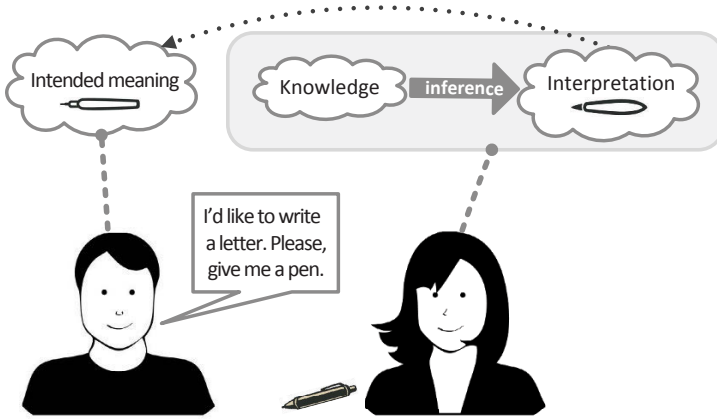 Intended meaning
Knowledge
inference
Interpretation
I’d like to write
a letter. Please,
give me a pen.